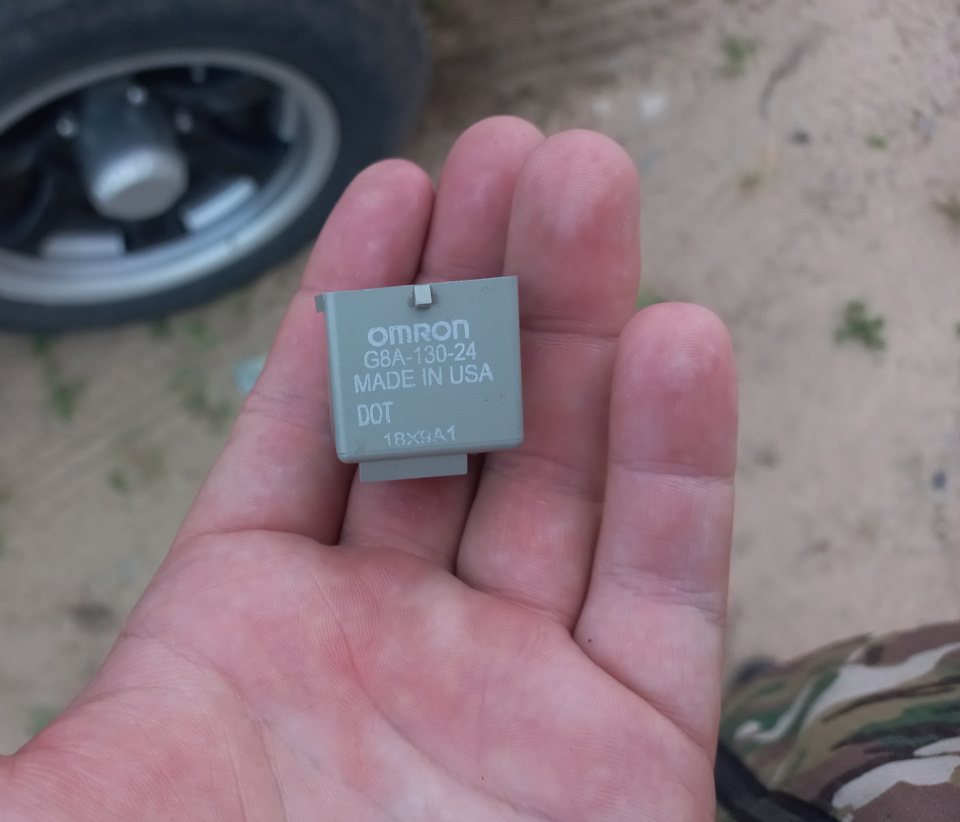 OMRON
G8A-130-24
MADE IN USA
DOT
18X9A1